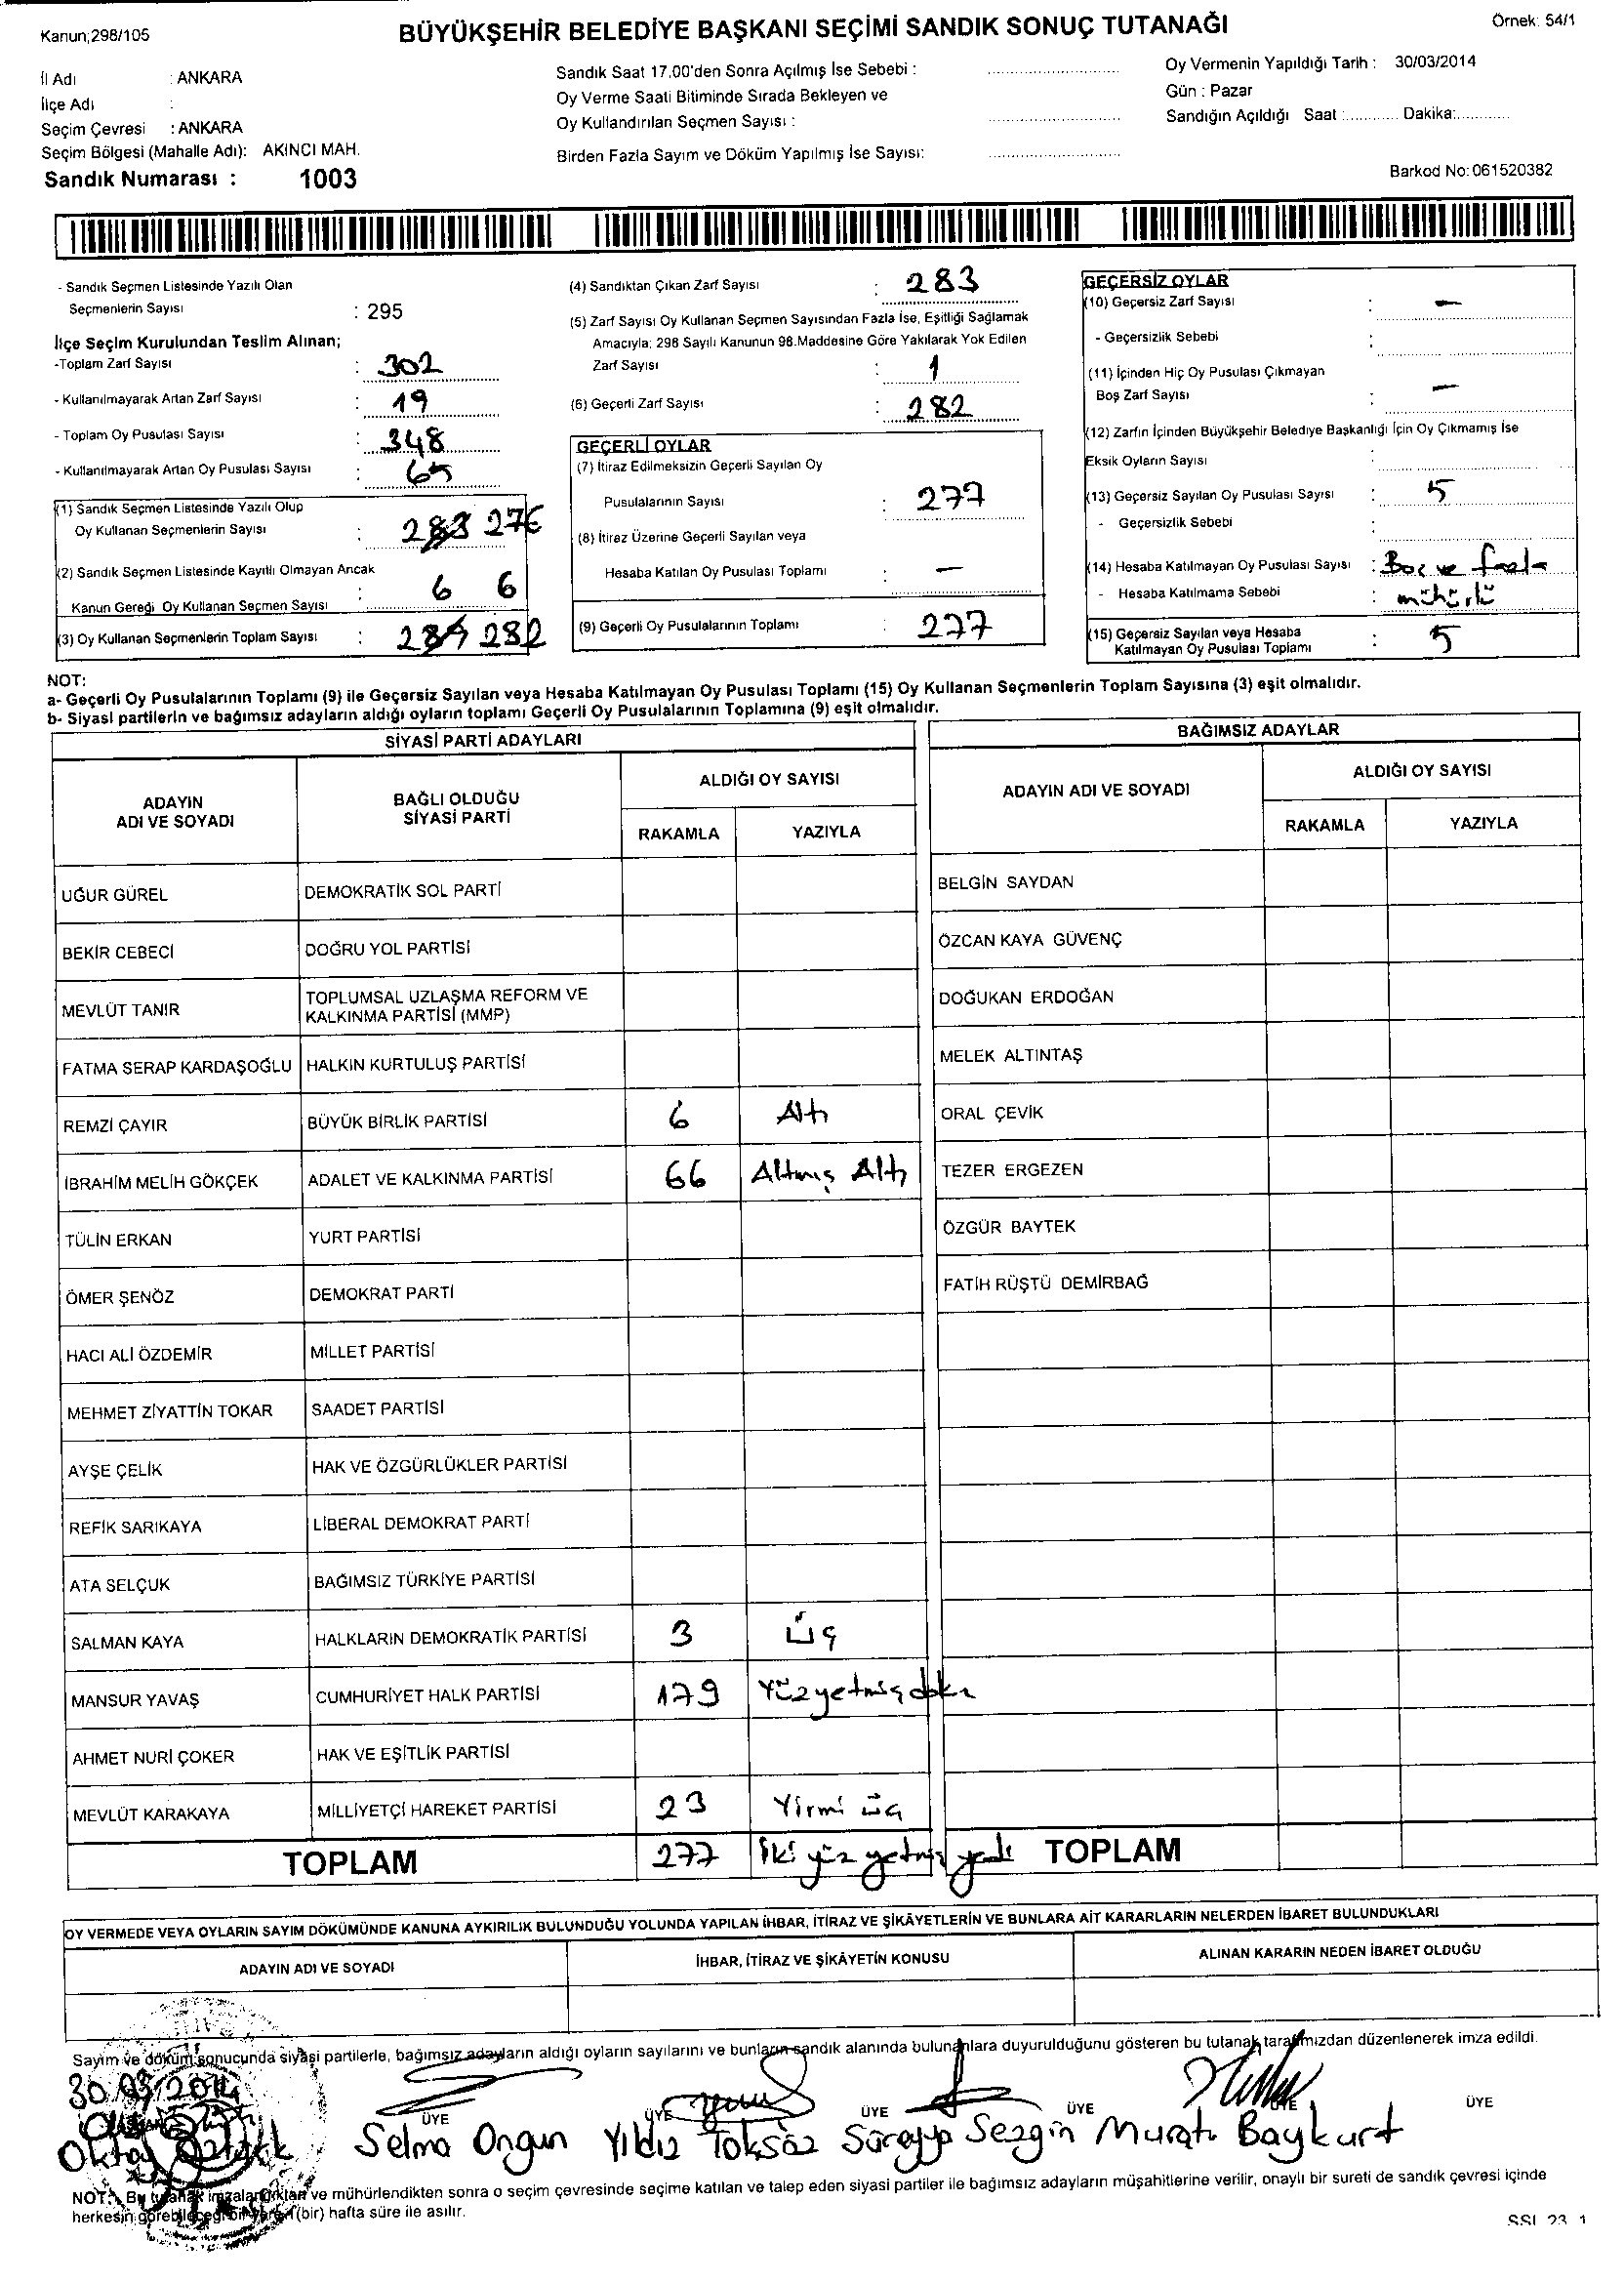 Kanun;298/105
BÜYÜKŞEHİR BELEDİYE BAŞKANI SEÇİMİ SANDIK SONUÇ TUTANAĞI
Örnek: 54/1
İl Adı : ANKARA
İlçe Adı :
Seçim Çevresi : ANKARA
Seçim Bölgesi (Mahalle Adı): AKINCI MAH.
Sandık Numarası : 1003
Sandık Saat 17,00'den Sonra Açılmış İse Sebebi :
Oy Verme Saati Bitiminde Sırada Bekleyen ve
Oy Kullandırılan Seçmen Sayısı :
Birden Fazla Sayım ve Döküm Yapılmış İse Sayısı:
Oy Vermenin Yapıldığı Tarih : 30/03/2014
Gün : Pazar
Sandığın Açıldığı Saat :............ Dakika:............
Barkod No: 061520382
- Sandık Seçmen Listesinde Yazılı Olan
Seçmenlerin Sayısı : 295
İlçe Seçim Kurulundan Teslim Alınan;
-Toplam Zarf Sayısı : 302
- Kullanılmayarak Artan Zarf Sayısı : 19
- Toplam Oy Pusulası Sayısı : 348
- Kullanılmayarak Artan Oy Pusulası Sayısı : 65
(1) Sandık Seçmen Listesinde Yazılı Olup
Oy Kullanan Seçmenlerin Sayısı : 283 276
(2) Sandık Seçmen Listesinde Kayıtlı Olmayan Ancak
Kanun Gereği Oy Kullanan Seçmen Sayısı : 6 6
(3) Oy Kullanan Seçmenlerin Toplam Sayısı : 289 282
(4) Sandıktan Çıkan Zarf Sayısı : 283
(5) Zarf Sayısı Oy Kullanan Seçmen Sayısından Fazla İse, Eşitliği Sağlamak
Amacıyla; 298 Sayılı Kanunun 98.Maddesine Göre Yakılarak Yok Edilen
Zarf Sayısı : 1
(6) Geçerli Zarf Sayısı : 282
GEÇERLİ OYLAR
(7) İtiraz Edilmeksizin Geçerli Sayılan Oy
Pusulalarının Sayısı : 277
(8) İtiraz Üzerine Geçerli Sayılan veya
Hesaba Katılan Oy Pusulası Toplamı : —
(9) Geçerli Oy Pusulalarının Toplamı : 277
GEÇERSİZ OYLAR
(10) Geçersiz Zarf Sayısı : —
- Geçersizlik Sebebi :
(11) İçinden Hiç Oy Pusulası Çıkmayan
Boş Zarf Sayısı : —
(12) Zarfın İçinden Büyükşehir Belediye Başkanlığı İçin Oy Çıkmamış İse
Eksik Oyların Sayısı :
(13) Geçersiz Sayılan Oy Pusulası Sayısı : 5
- Geçersizlik Sebebi :
(14) Hesaba Katılmayan Oy Pusulası Sayısı : Boş ve fazla
- Hesaba Katılmama Sebebi : mühürlü
(15) Geçersiz Sayılan veya Hesaba
Katılmayan Oy Pusulası Toplamı : 5
NOT:
a- Geçerli Oy Pusulalarının Toplamı (9) ile Geçersiz Sayılan veya Hesaba Katılmayan Oy Pusulası Toplamı (15) Oy Kullanan Seçmenlerin Toplam Sayısına (3) eşit olmalıdır.
b- Siyasi partilerin ve bağımsız adayların aldığı oyların toplamı Geçerli Oy Pusulalarının Toplamına (9) eşit olmalıdır.
SİYASİ PARTİ ADAYLARI
ADAYIN ADI VE SOYADI
BAĞLI OLDUĞU SİYASİ PARTİ
ALDIĞI OY SAYISI
RAKAMLA YAZIYLA
UĞUR GÜREL DEMOKRATİK SOL PARTİ
BEKİR CEBECİ DOĞRU YOL PARTİSİ
MEVLÜT TANIR TOPLUMSAL UZLAŞMA REFORM VE
KALKINMA PARTİSİ (MMP)
FATMA SERAP KARDAŞOĞLU HALKIN KURTULUŞ PARTİSİ
REMZİ ÇAYIR BÜYÜK BİRLİK PARTİSİ 6 Altı
İBRAHİM MELİH GÖKÇEK ADALET VE KALKINMA PARTİSİ 66 Altmış Altı
TÜLİN ERKAN YURT PARTİSİ
ÖMER ŞENÖZ DEMOKRAT PARTİ
HACI ALİ ÖZDEMİR MİLLET PARTİSİ
MEHMET ZİYATTİN TOKAR SAADET PARTİSİ
AYŞE ÇELİK HAK VE ÖZGÜRLÜKLER PARTİSİ
REFİK SARIKAYA LİBERAL DEMOKRAT PARTİ
ATA SELÇUK BAĞIMSIZ TÜRKİYE PARTİSİ
SALMAN KAYA HALKLARIN DEMOKRATİK PARTİSİ 3 Üç
MANSUR YAVAŞ CUMHURİYET HALK PARTİSİ 179 Yüzyetmiş
AHMET NURİ ÇOKER HAK VE EŞİTLİK PARTİSİ
MEVLÜT KARAKAYA MİLLİYETÇİ HAREKET PARTİSİ 23 Yirmi üç
TOPLAM 277 İki yüz yetmiş yedi
BAĞIMSIZ ADAYLAR
ADAYIN ADI VE SOYADI
ALDIĞI OY SAYISI
RAKAMLA YAZIYLA
BELGİN SAYDAN
ÖZCAN KAYA GÜVENÇ
DOĞUKAN ERDOĞAN
MELEK ALTINTAŞ
ORAL ÇEVİK
TEZER ERGEZEN
ÖZGÜR BAYTEK
FATİH RÜŞTÜ DEMİRBAĞ
TOPLAM
OY VERMEDE VEYA OYLARIN SAYIM DÖKÜMÜNDE KANUNA AYKIRILIK BULUNDUĞU YOLUNDA YAPILAN İHBAR, İTİRAZ VE ŞİKÂYETLERİN VE BUNLARA AİT KARARLARIN NELERDEN İBARET BULUNDUKLARI
ADAYIN ADI VE SOYADI
İHBAR, İTİRAZ VE ŞİKÂYETİN KONUSU
ALINAN KARARIN NEDEN İBARET OLDUĞU
Sayım ve döküm sonucunda siyasi partilerle, bağımsız adayların aldığı oyların sayılarını ve bunların sandık alanında bulunanlara duyurulduğunu gösteren bu tutanak tarafımızdan düzenlenerek imza edildi.
30/03/2014
ÜYE ÜYE ÜYE ÜYE ÜYE ÜYE
Oktay Selma Ongun Yıldız Toksöz Süreyya Sezgin Murat Baykurt
NOT: Bu tutanak imzalandıktan ve mühürlendikten sonra o seçim çevresinde seçime katılan ve talep eden siyasi partiler ile bağımsız adayların müşahitlerine verilir, onaylı bir sureti de sandık çevresi içinde
herkesin görebileceği bir yere 1 (bir) hafta süre ile asılır.
SSI 23 1